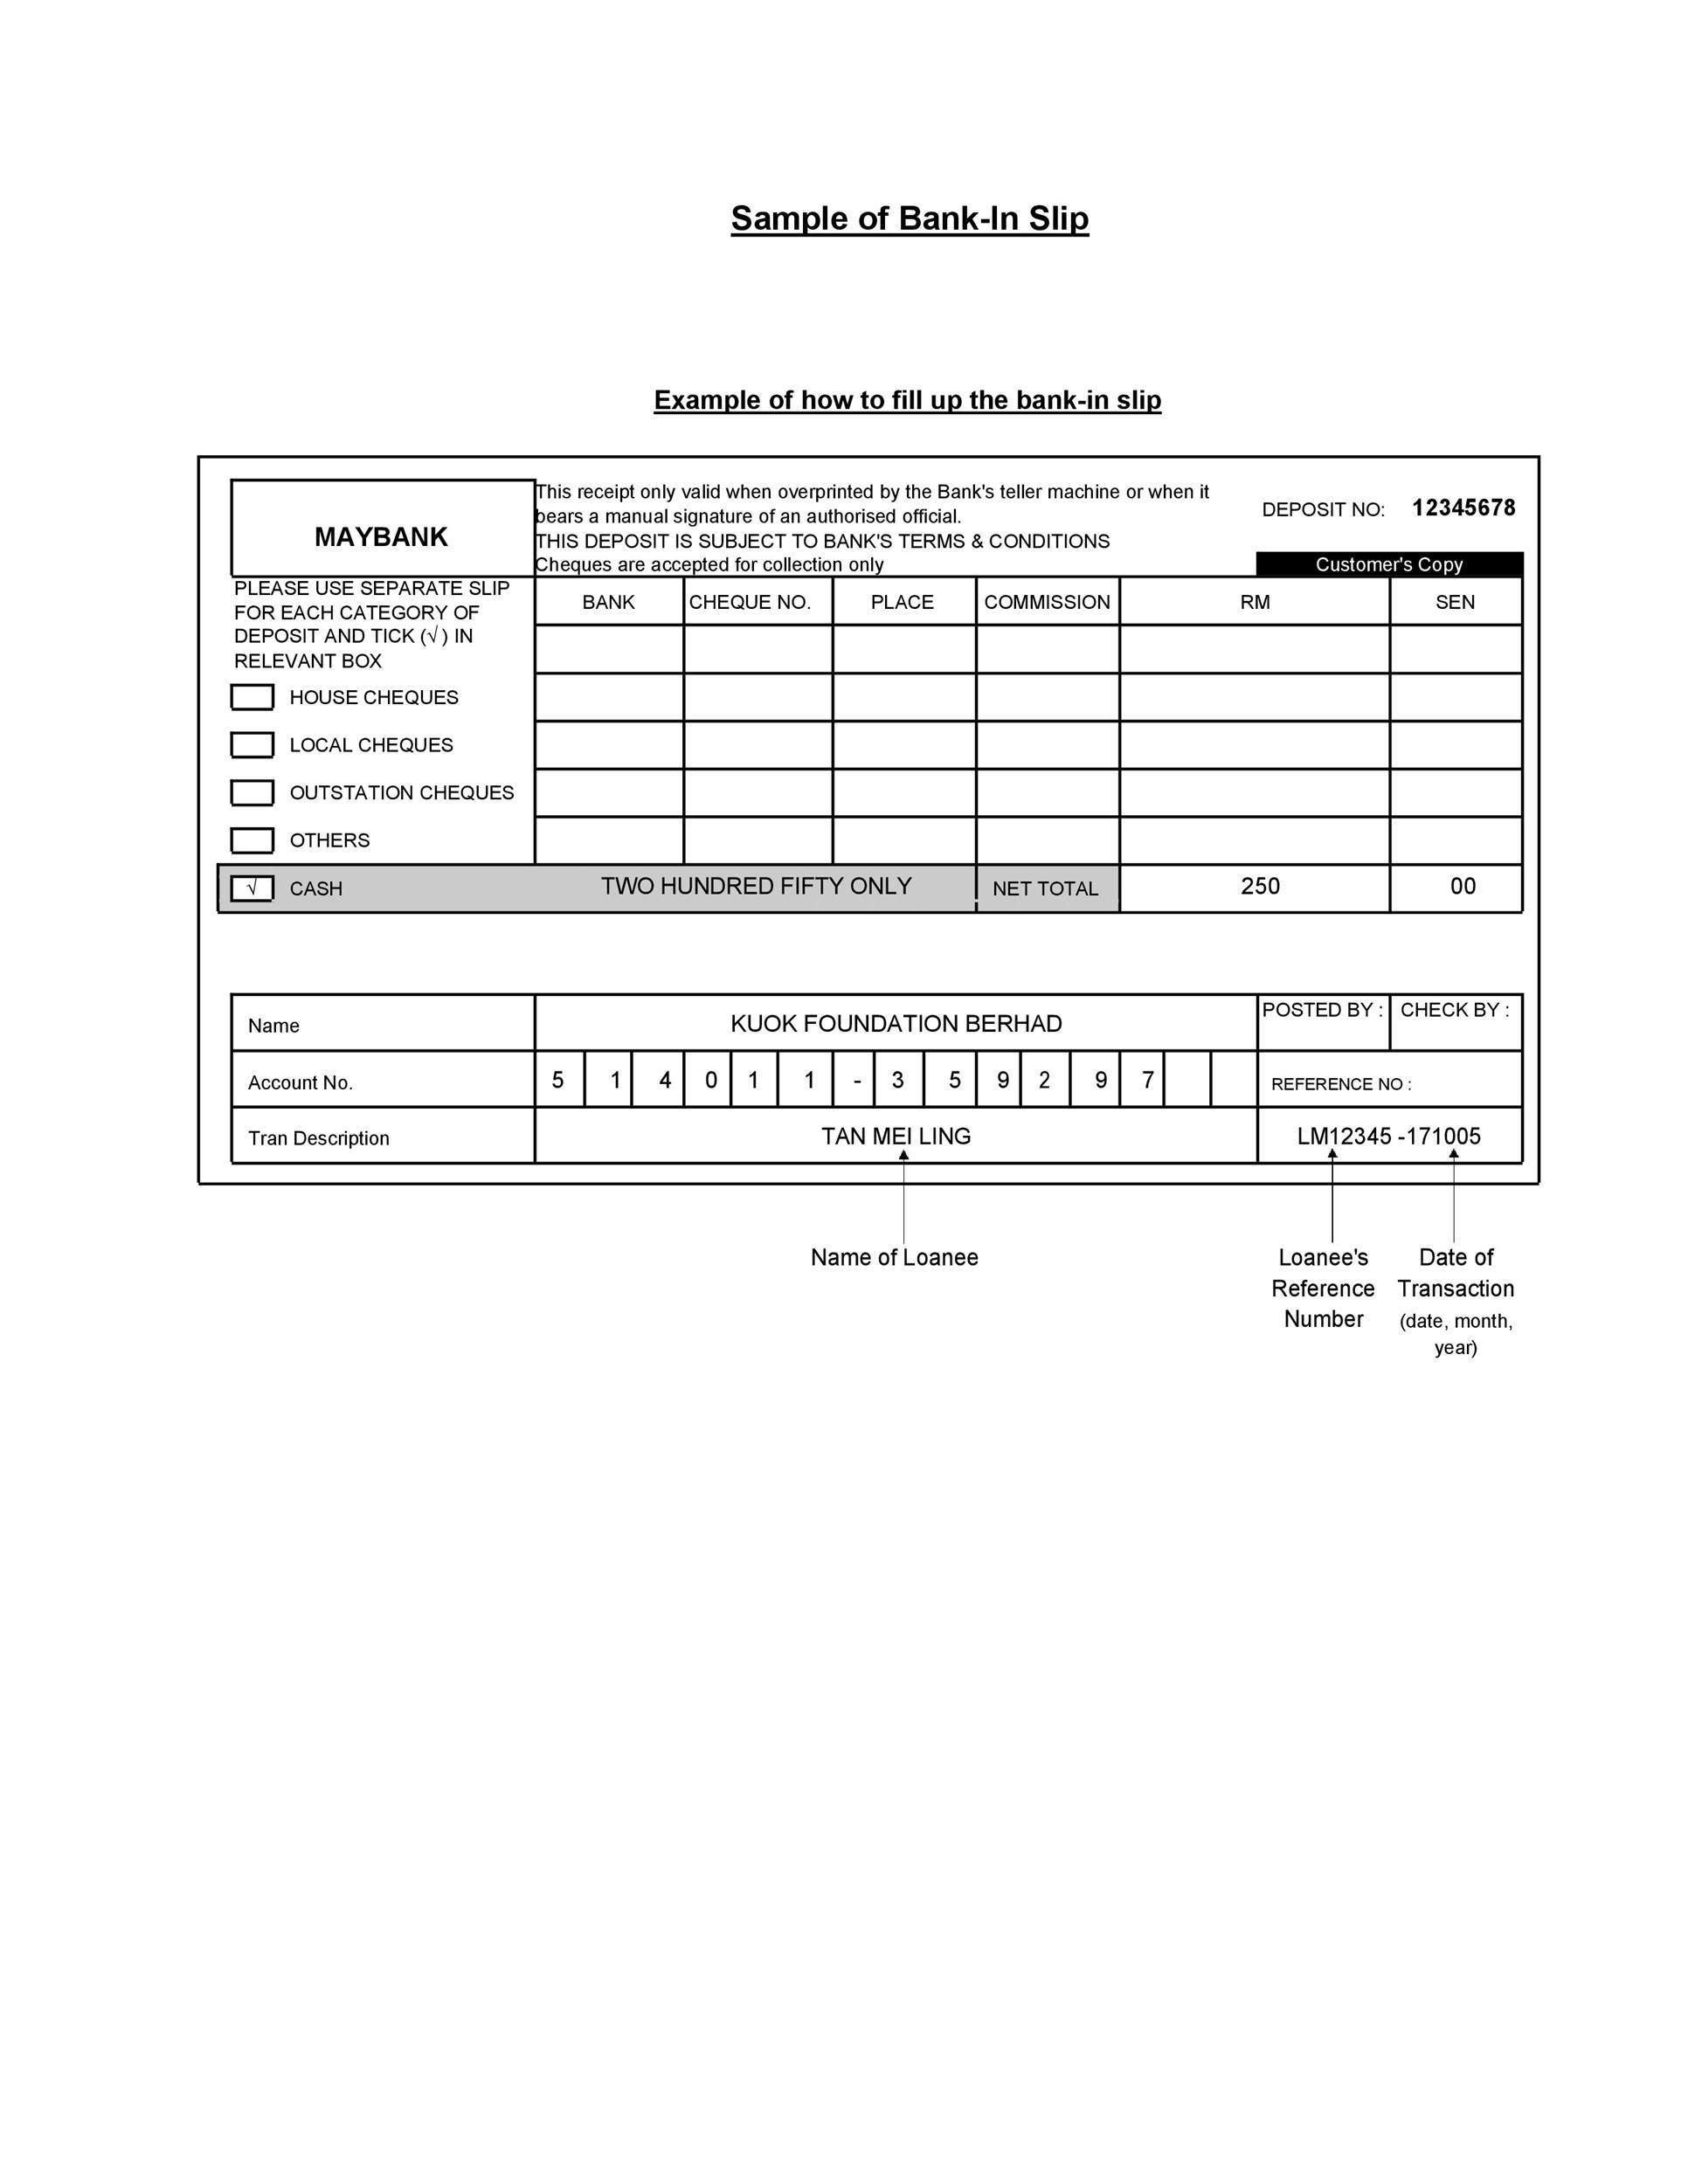 Sample of Bank-In Slip
Example of how to fill up the bank-in slip
MAYBANK
This receipt only valid when overprinted by the Bank's teller machine or when it
bears a manual signature of an authorised official.
THIS DEPOSIT IS SUBJECT TO BANK'S TERMS & CONDITIONS
Cheques are accepted for collection only
DEPOSIT NO: 12345678
Customer's Copy
PLEASE USE SEPARATE SLIP
FOR EACH CATEGORY OF
DEPOSIT AND TICK (√ ) IN
RELEVANT BOX
BANK CHEQUE NO. PLACE COMMISSION RM SEN
HOUSE CHEQUES
LOCAL CHEQUES
OUTSTATION CHEQUES
OTHERS
√ CASH TWO HUNDRED FIFTY ONLY NET TOTAL 250 00
Name KUOK FOUNDATION BERHAD POSTED BY : CHECK BY :
Account No. 5 1 4 0 1 1 - 3 5 9 2 9 7 REFERENCE NO :
Tran Description TAN MEI LING LM12345 -171005
Name of Loanee
Loanee's
Reference
Number
Date of
Transaction
(date, month,
year)